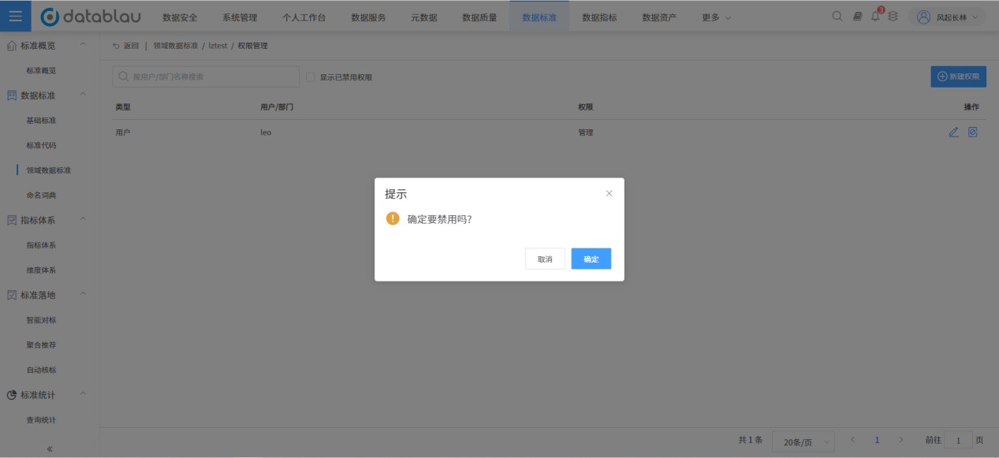 datablau 数据安全 系统管理 个人工作台 数据服务 元数据 数据质量 数据标准 数据指标 数据资产 更多 3 风起长林
标准概览
标准概览
数据标准
基础标准
标准代码
领域数据标准
命名词典
指标体系
指标体系
维度体系
标准落地
智能对标
聚合推荐
自动核标
标准统计
查询统计
返回 | 领域数据标准 / lztest / 权限管理
按用户/部门名称搜索 显示已禁用权限 新建权限
类型 用户/部门 权限 操作
用户 leo 管理
提示
确定要禁用吗?
取消 确定
共 1 条 20条/页 1 前往 1 页